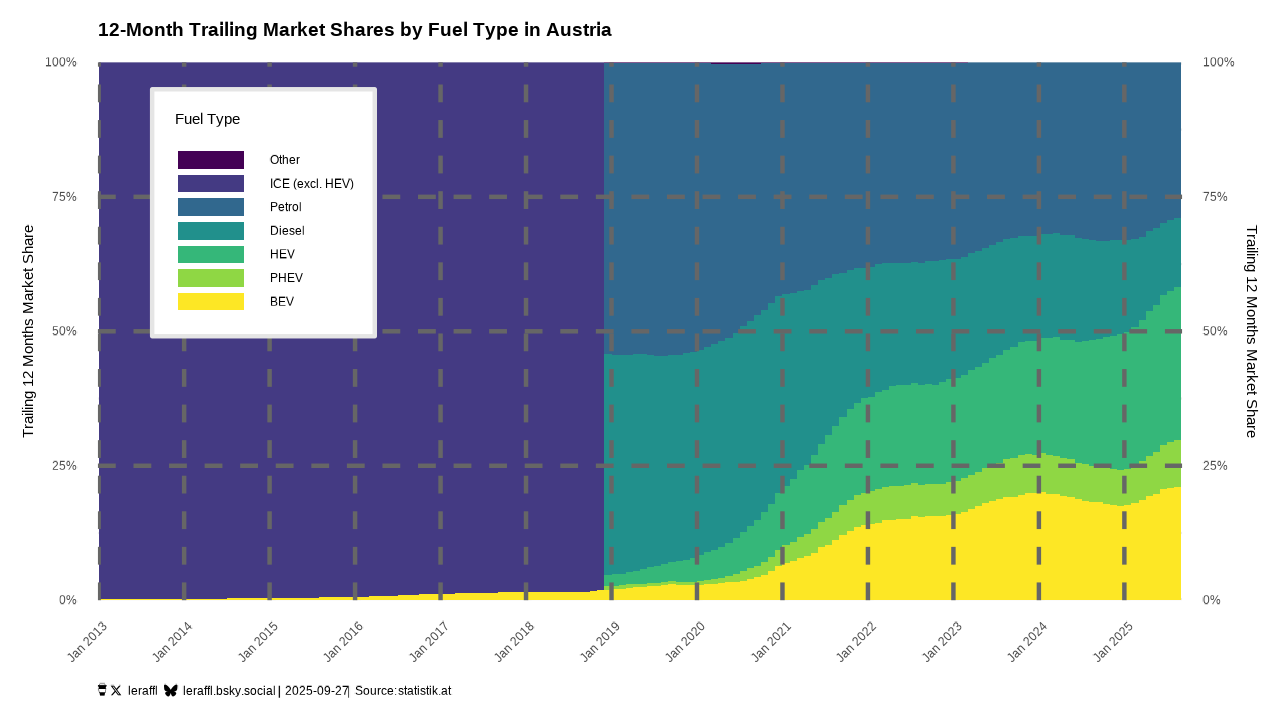 12-Month Trailing Market Shares by Fuel Type in Austria
100%
75%
50%
25%
0%
100%
75%
50%
25%
0%
Trailing 12 Months Market Share
Trailing 12 Months Market Share
Fuel Type
Other
ICE (excl. HEV)
Petrol
Diesel
HEV
PHEV
BEV
Jan 2013
Jan 2014
Jan 2015
Jan 2016
Jan 2017
Jan 2018
Jan 2019
Jan 2020
Jan 2021
Jan 2022
Jan 2023
Jan 2024
Jan 2025
leraffl leraffl.bsky.social | 2025-09-27| Source:statistik.at